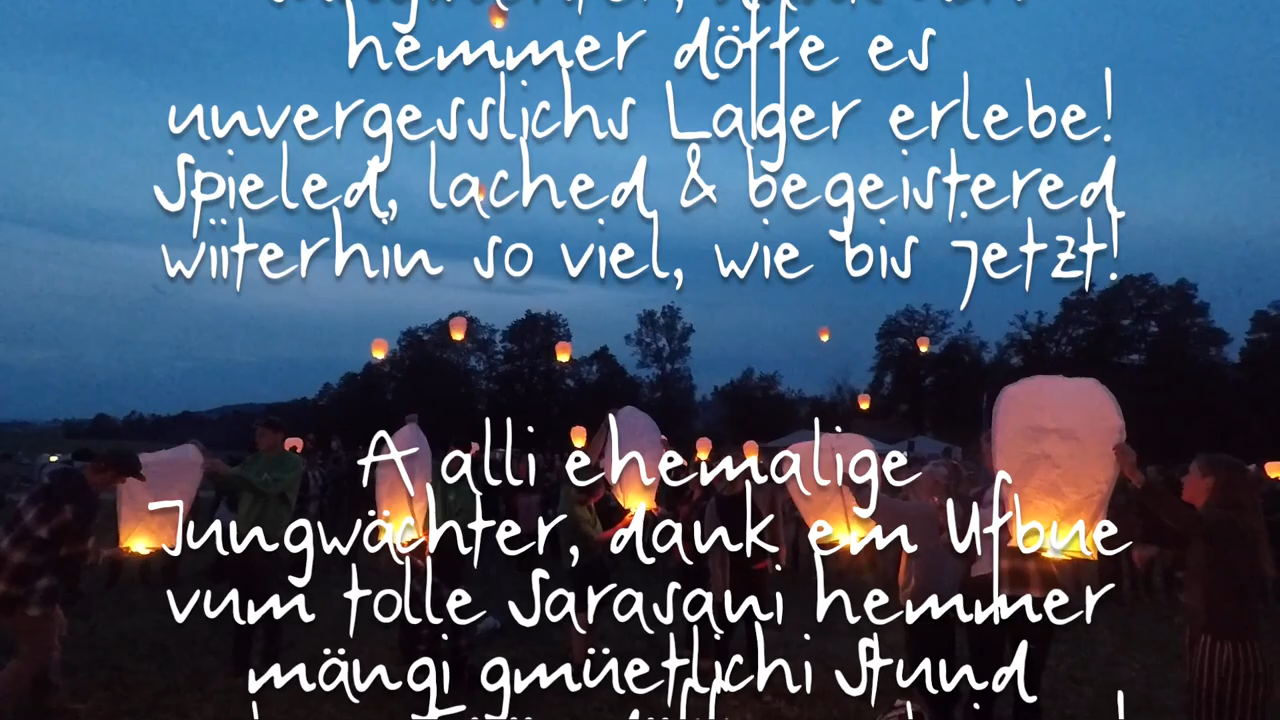 hemmer döffe es
unvergesslichs Lager erlebe!
Spieled, lached & begeistered
wiiterhin so viel, wie bis jetzt!
A alli ehemalige
Jungwächter, dank em Ufbue
vum tolle Sarasani hemmer
mängi gmüetlichi Stund